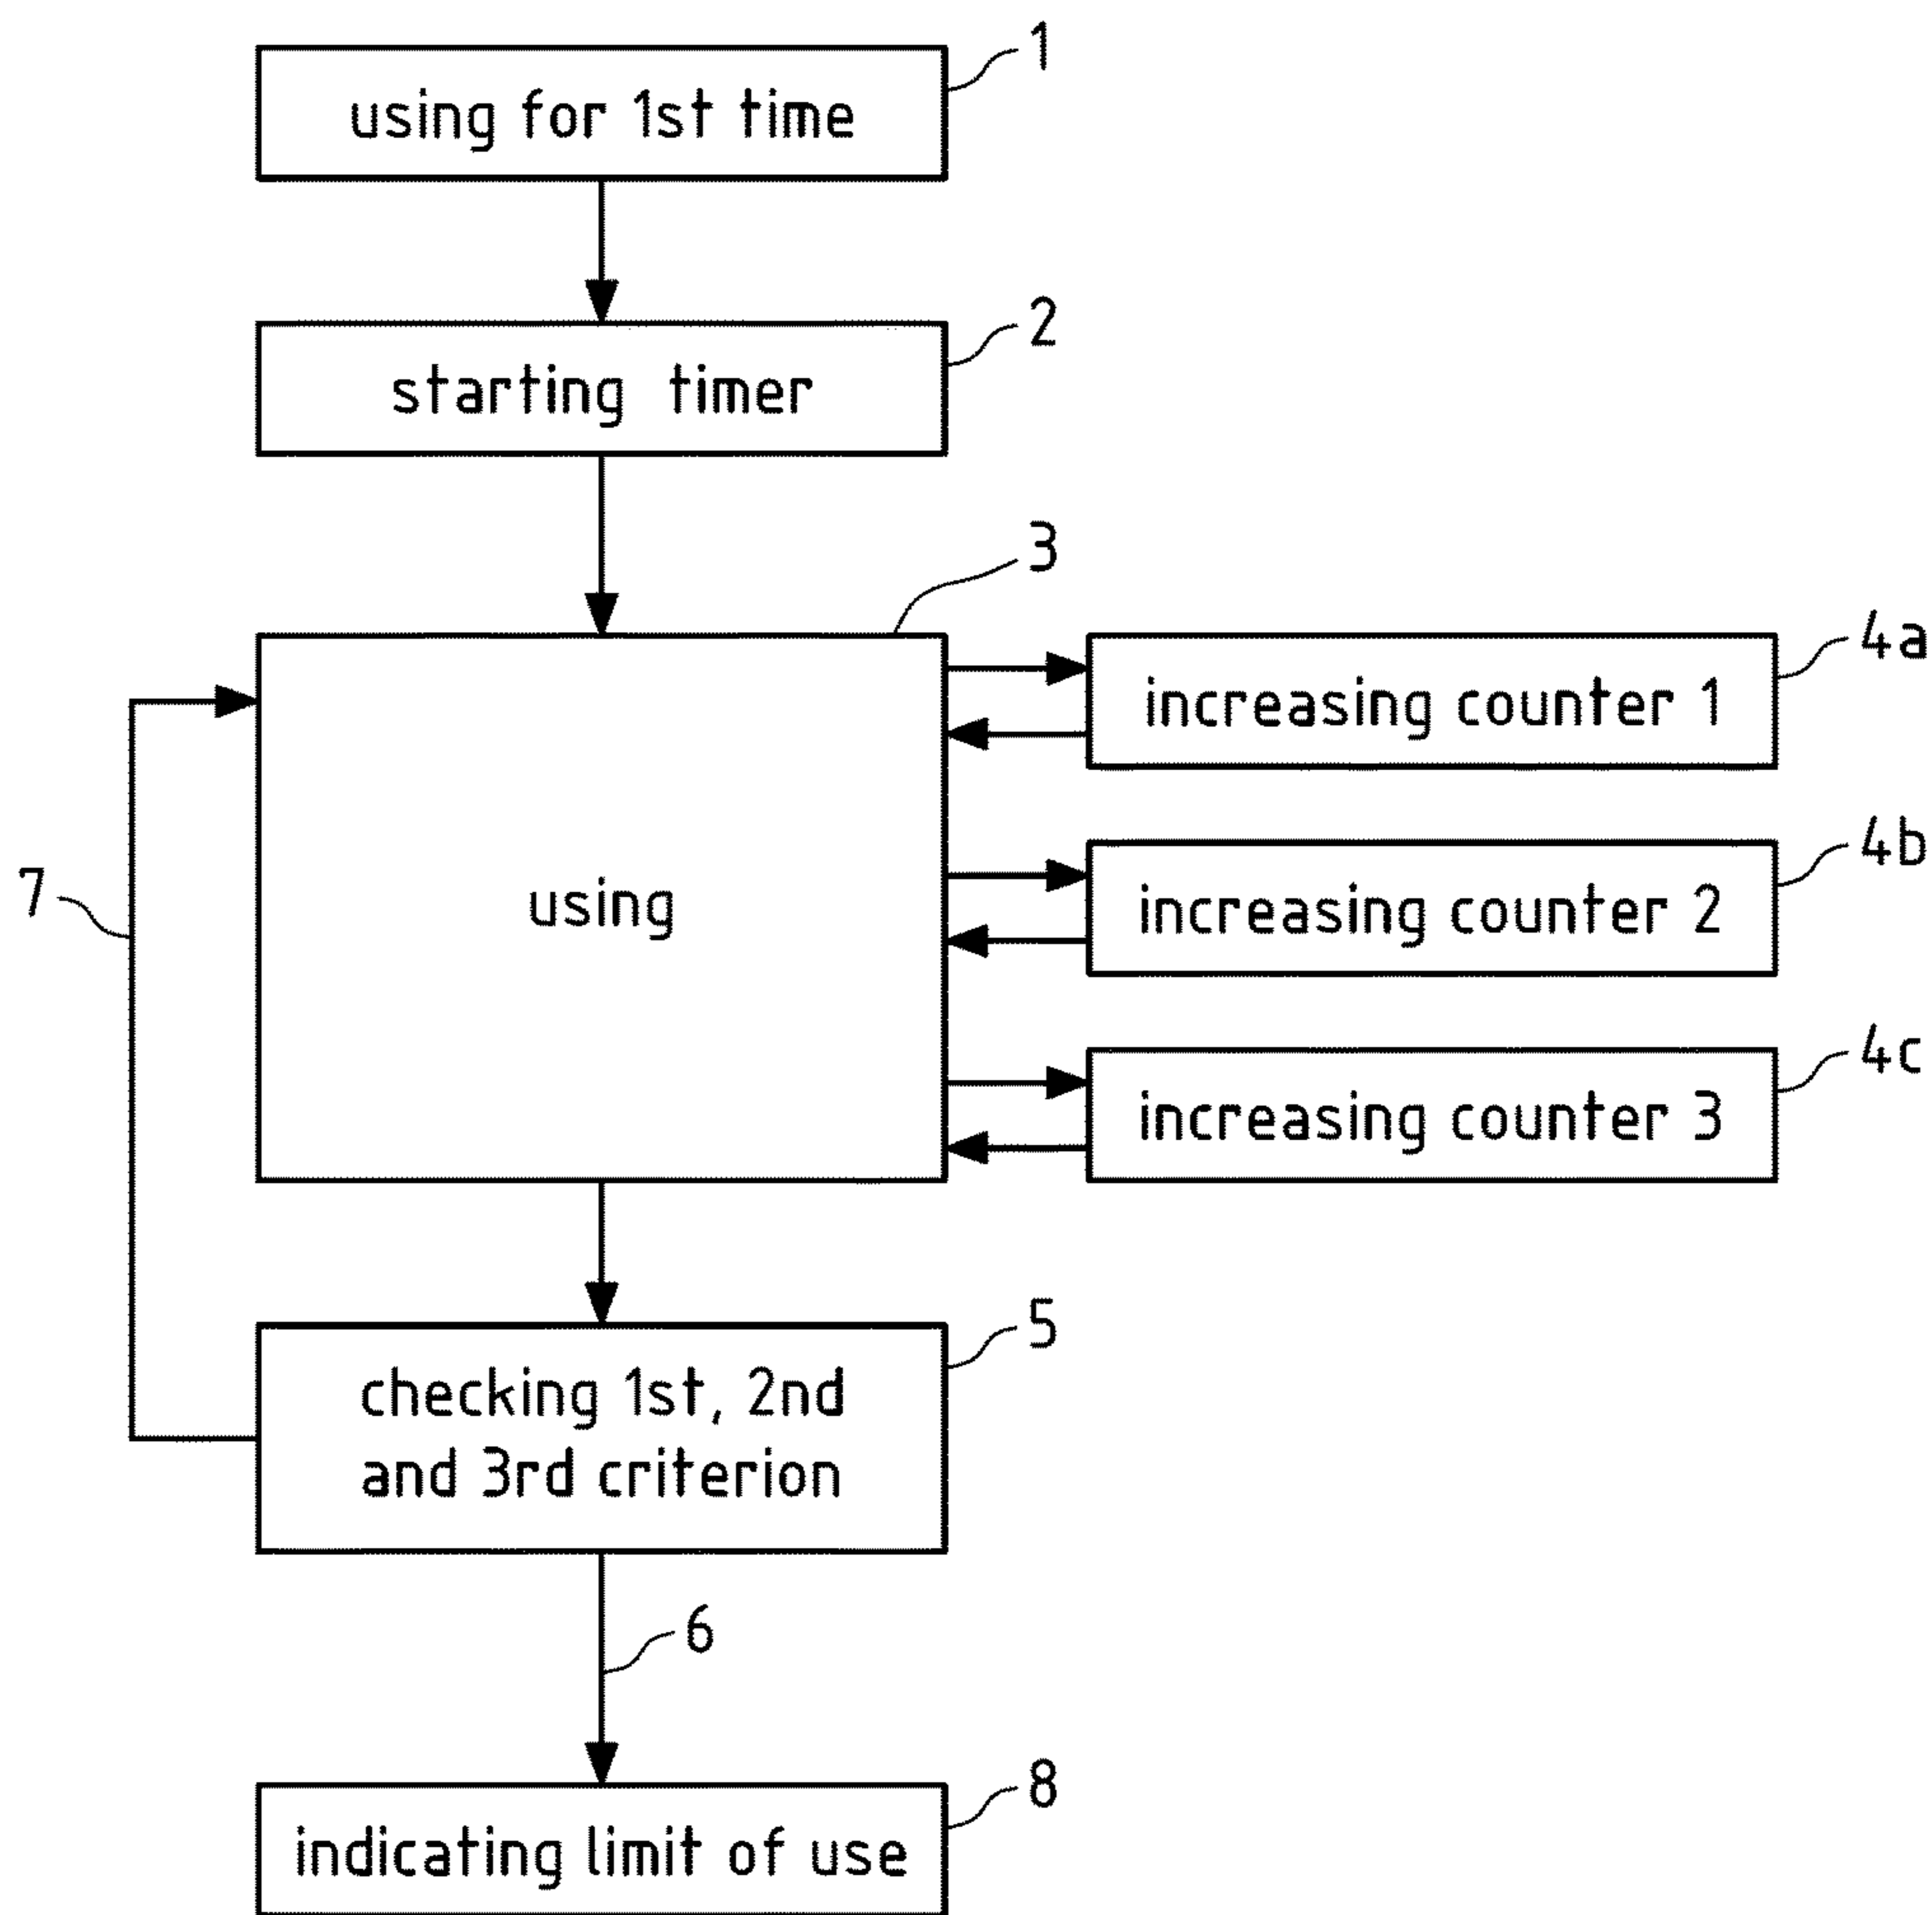 using for 1st time
1
starting timer
2
3
using
increasing counter 1
4a
increasing counter 2
4b
increasing counter 3
4c
7
checking 1st, 2nd
and 3rd criterion
5
6
indicating limit of use
8